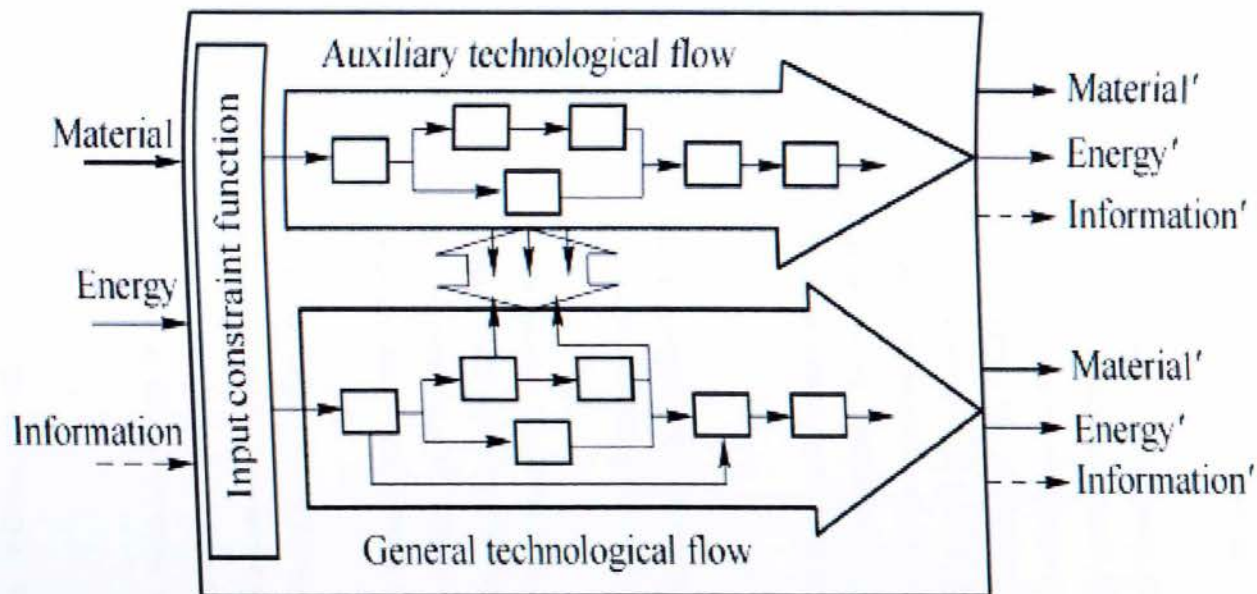 Auxiliary technological flow
Material
Energy
Information
Input constraint function
Material′
Energy′
Information′
General technological flow
Material′
Energy′
Information′